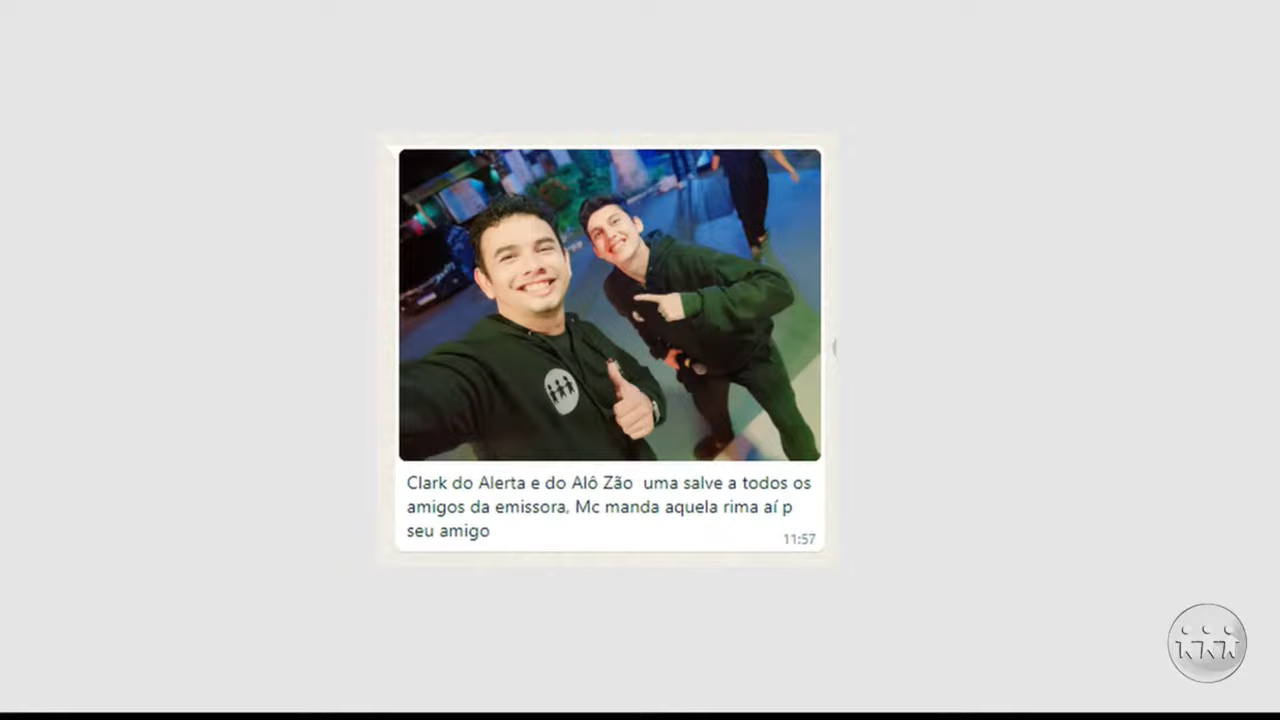 Clark do Alerta e do Alô Zão uma salve a todos os
amigos da emissora, Mc manda aquela rima aí p
seu amigo
11:57